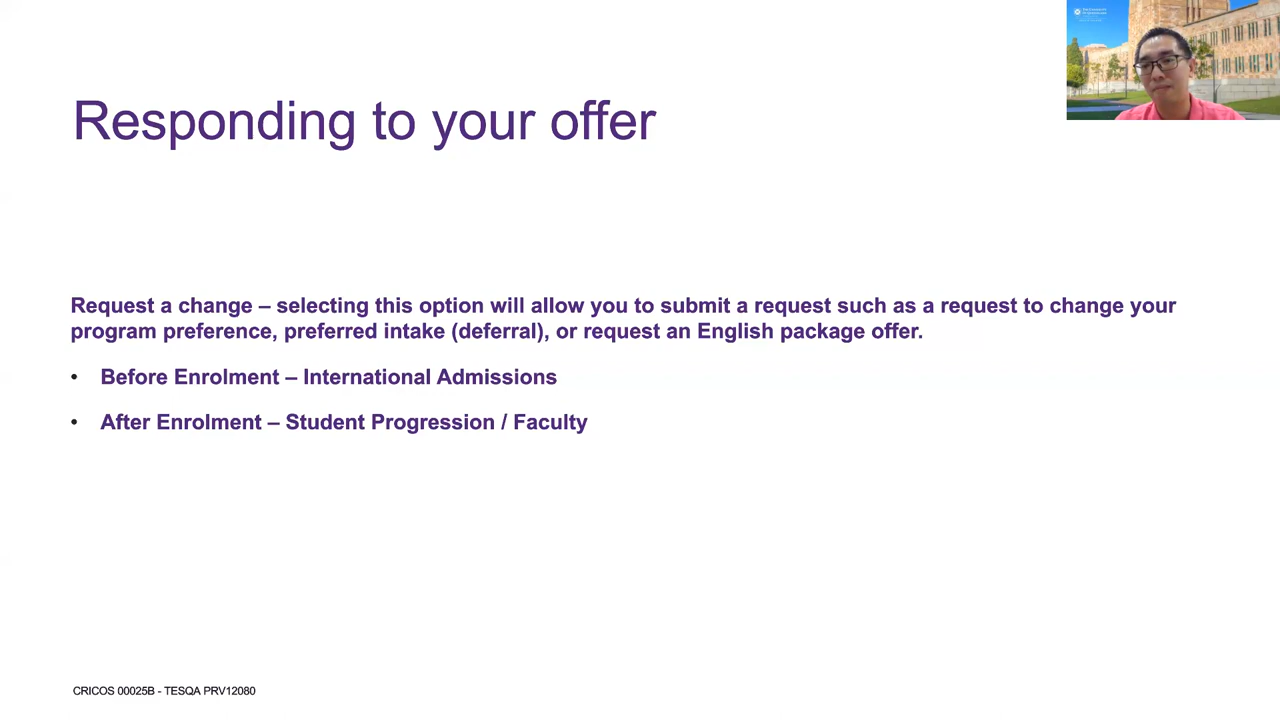 Responding to your offer
Request a change – selecting this option will allow you to submit a request such as a request to change your
program preference, preferred intake (deferral), or request an English package offer.
• Before Enrolment – International Admissions
• After Enrolment – Student Progression / Faculty
CRICOS 00025B - TESQA PRV12080